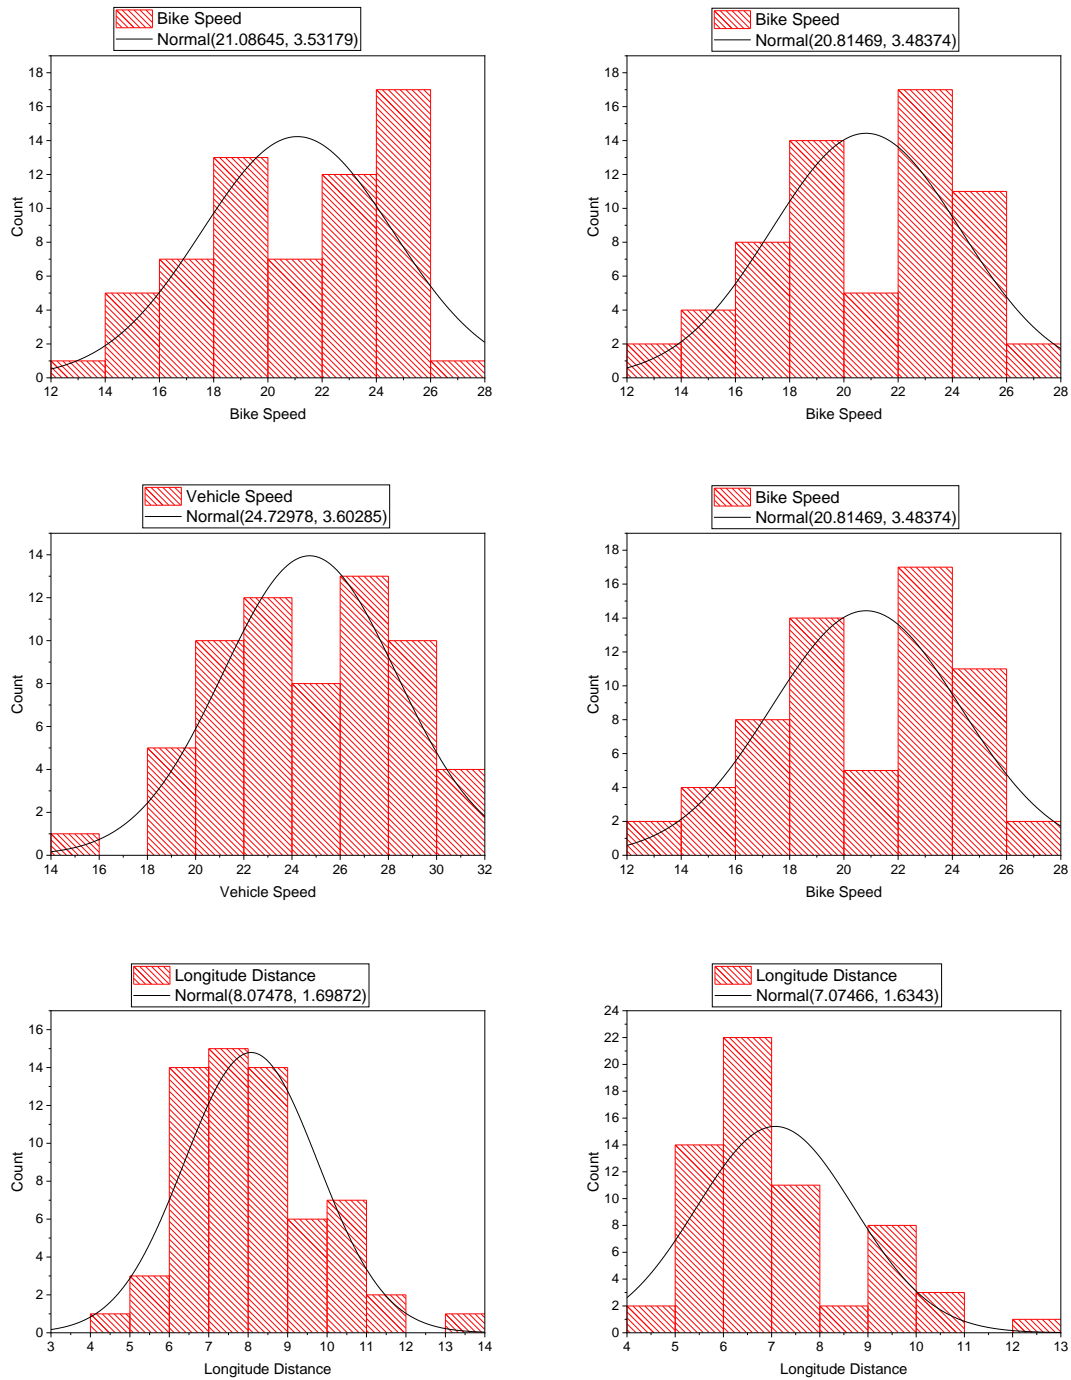 Bike Speed
Normal(21.08645, 3.53179)
18
16
14
12
10
8
6
4
2
0
Count
12 14 16 18 20 22 24 26 28
Bike Speed
Bike Speed
Normal(20.81469, 3.48374)
18
16
14
12
10
8
6
4
2
0
Count
12 14 16 18 20 22 24 26 28
Bike Speed
Vehicle Speed
Normal(24.72978, 3.60285)
14
12
10
8
6
4
2
0
Count
14 16 18 20 22 24 26 28 30 32
Vehicle Speed
Bike Speed
Normal(20.81469, 3.48374)
18
16
14
12
10
8
6
4
2
0
Count
12 14 16 18 20 22 24 26 28
Bike Speed
Longitude Distance
Normal(8.07478, 1.69872)
16
14
12
10
8
6
4
2
0
Count
3 4 5 6 7 8 9 10 11 12 13 14
Longitude Distance
Longitude Distance
Normal(7.07466, 1.6343)
24
22
20
18
16
14
12
10
8
6
4
2
0
Count
4 5 6 7 8 9 10 11 12 13
Longitude Distance